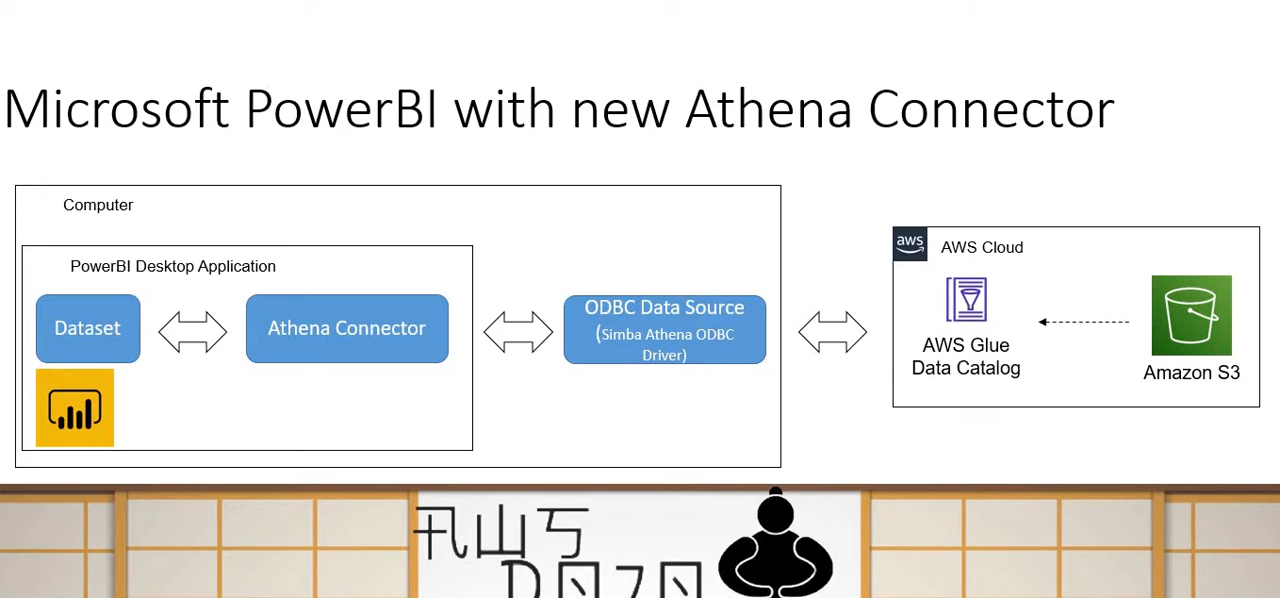 Microsoft PowerBI with new Athena Connector
Computer
PowerBI Desktop Application
Dataset
Athena Connector
ODBC Data Source
(Simba Athena ODBC
Driver)
aws
AWS Cloud
AWS Glue
Data Catalog
Amazon S3